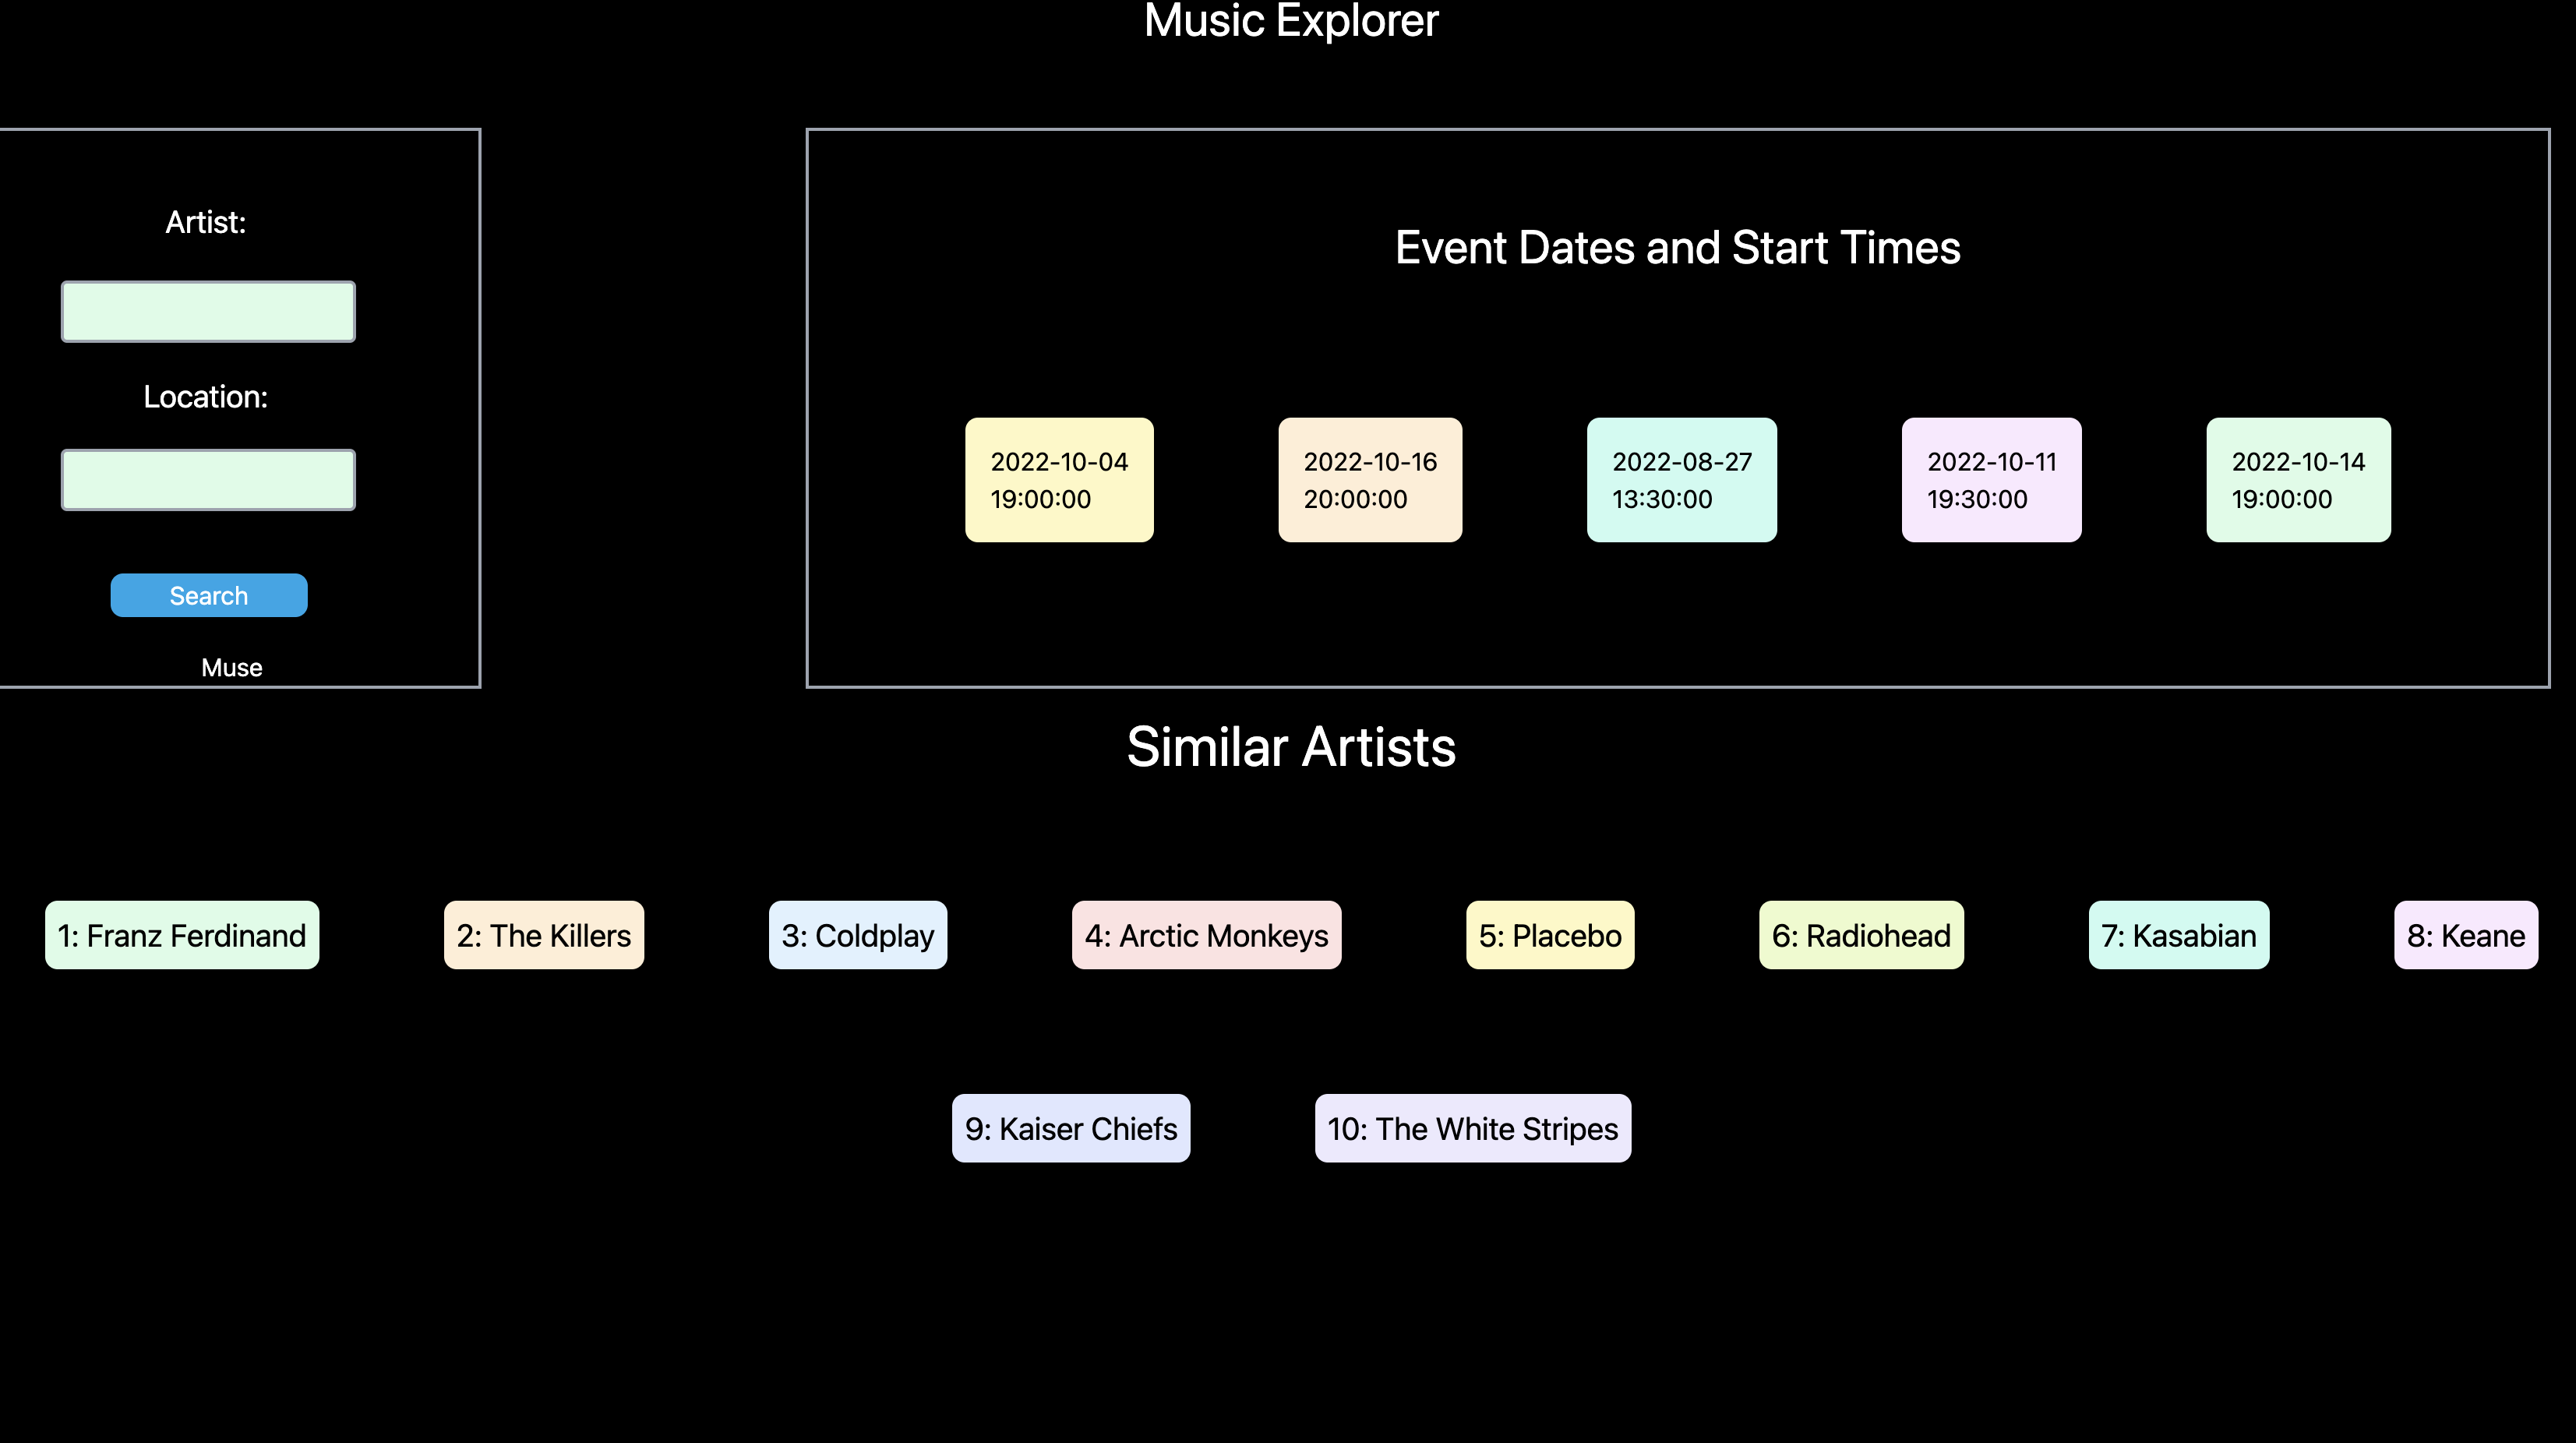 Music Explorer
Artist:
Location:
Search
Muse
Event Dates and Start Times
2022-10-04
19:00:00
2022-10-16
20:00:00
2022-08-27
13:30:00
2022-10-11
19:30:00
2022-10-14
19:00:00
Similar Artists
1: Franz Ferdinand
2: The Killers
3: Coldplay
4: Arctic Monkeys
5: Placebo
6: Radiohead
7: Kasabian
8: Keane
9: Kaiser Chiefs
10: The White Stripes